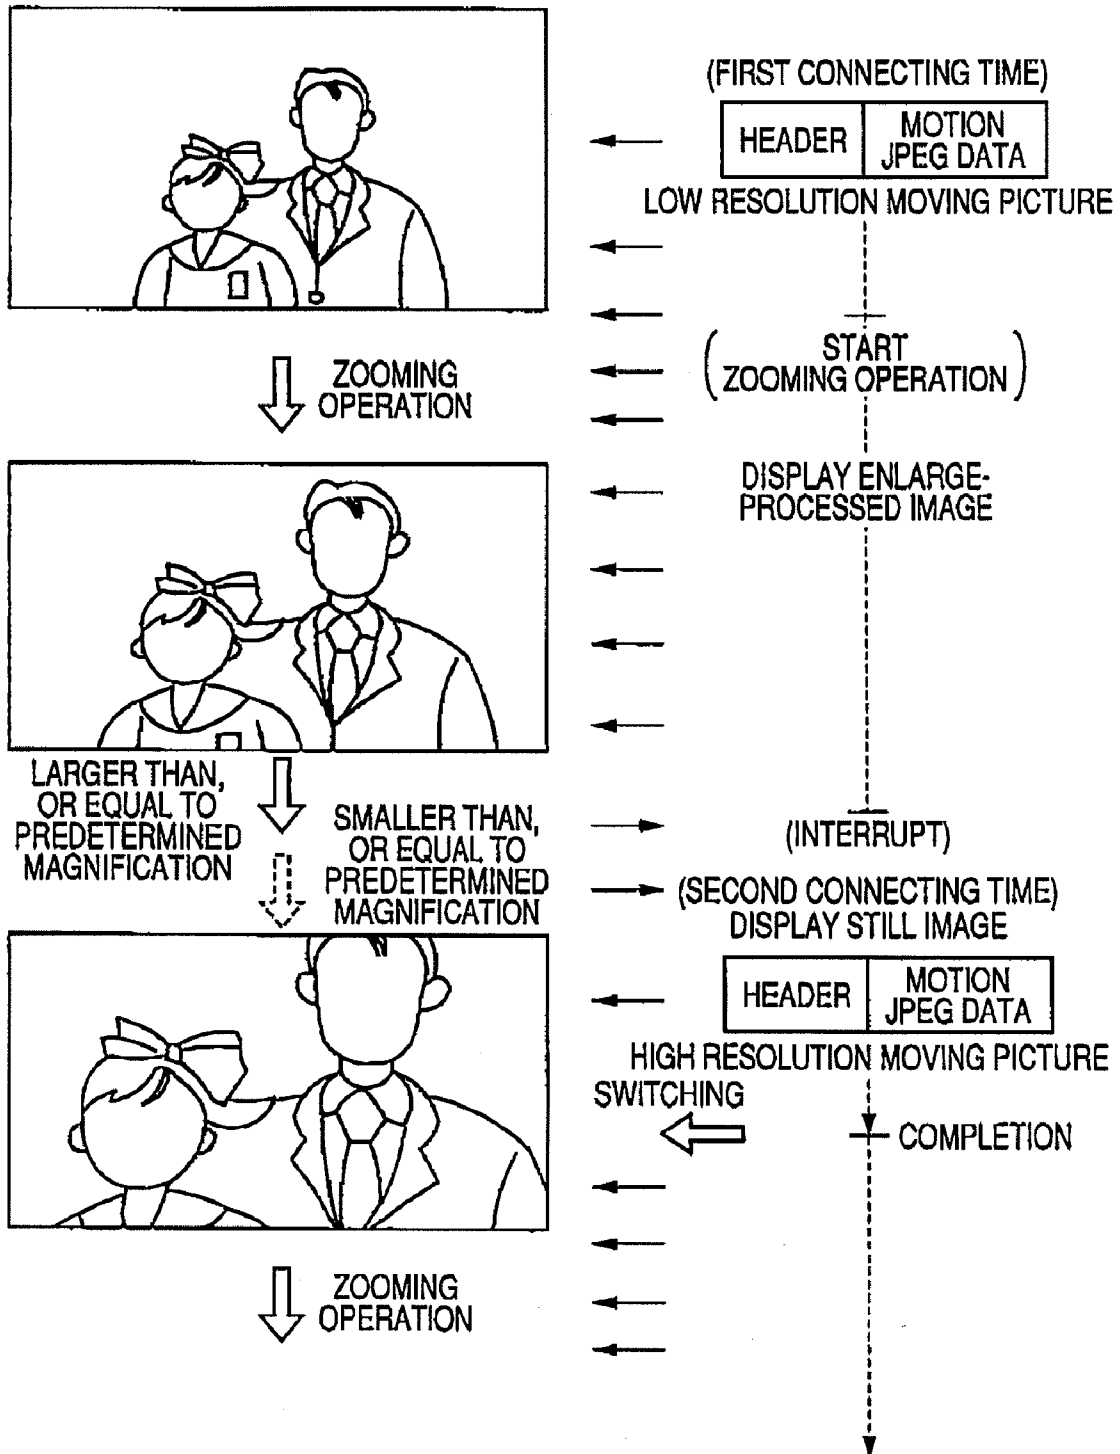 (FIRST CONNECTING TIME)
HEADER
MOTION
JPEG DATA
LOW RESOLUTION MOVING PICTURE
ZOOMING
OPERATION
START
ZOOMING OPERATION
DISPLAY ENLARGE-
PROCESSED IMAGE
LARGER THAN,
OR EQUAL TO
PREDETERMINED
MAGNIFICATION
SMALLER THAN,
OR EQUAL TO
PREDETERMINED
MAGNIFICATION
(INTERRUPT)
(SECOND CONNECTING TIME)
DISPLAY STILL IMAGE
HEADER
MOTION
JPEG DATA
HIGH RESOLUTION MOVING PICTURE
SWITCHING
COMPLETION
ZOOMING
OPERATION